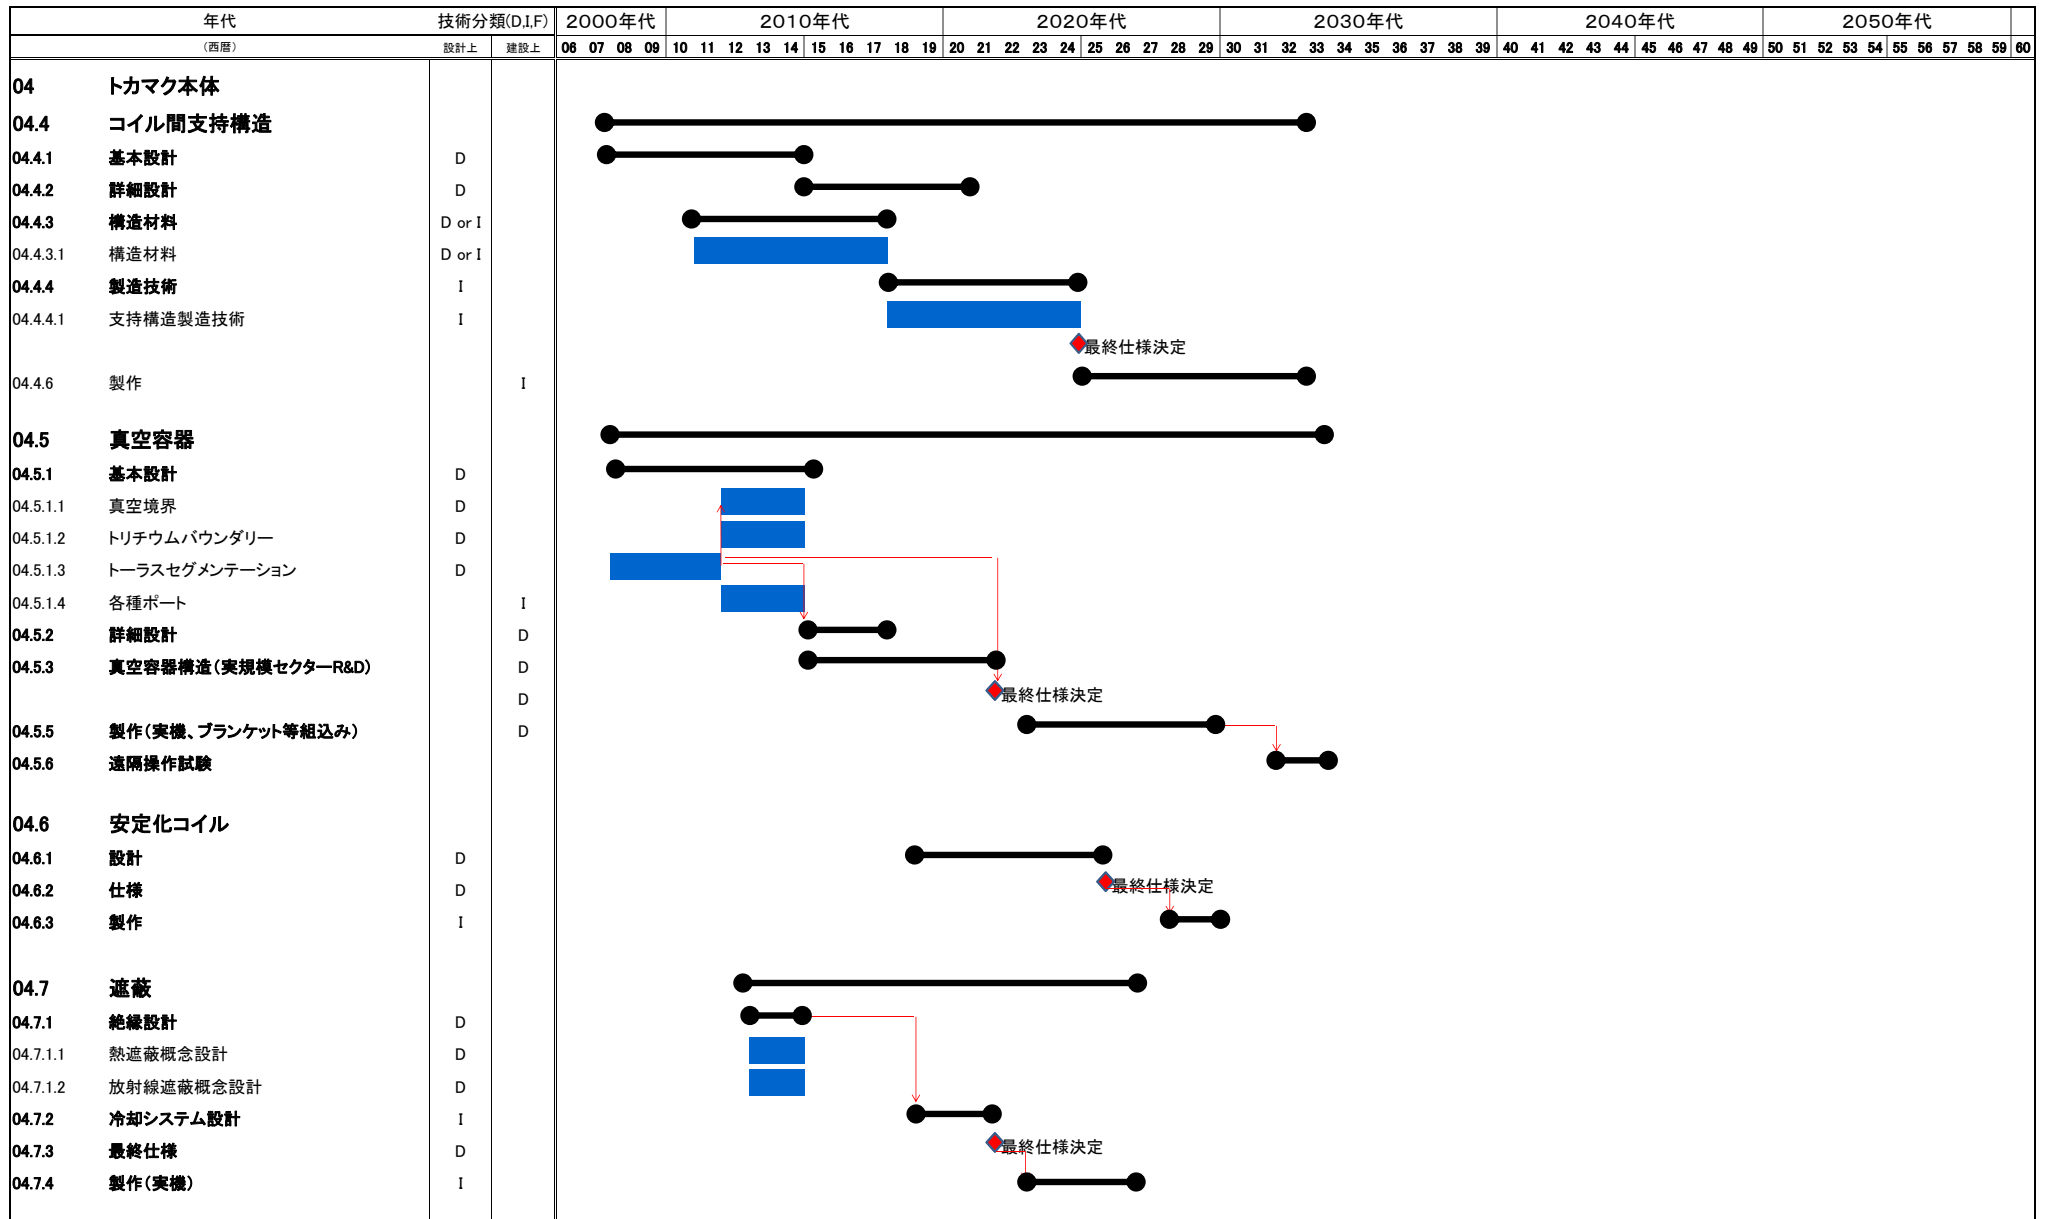 年代 技術分類(D,I,F) 2000年代 2010年代 2020年代 2030年代 2040年代 2050年代
(西暦) 設計上 建設上 06 07 08 09 10 11 12 13 14 15 16 17 18 19 20 21 22 23 24 25 26 27 28 29 30 31 32 33 34 35 36 37 38 39 40 41 42 43 44 45 46 47 48 49 50 51 52 53 54 55 56 57 58 59 60
04 トカマク本体
04.4 コイル間支持構造
04.4.1 基本設計 D
04.4.2 詳細設計 D
04.4.3 構造材料 D or I
04.4.3.1 構造材料 D or I
04.4.4 製造技術 I
04.4.4.1 支持構造製造技術 I
最終仕様決定
04.4.6 製作 I
04.5 真空容器
04.5.1 基本設計 D
04.5.1.1 真空境界 D
04.5.1.2 トリチウムバウンダリー D
04.5.1.3 トーラスセグメンテーション D
04.5.1.4 各種ポート I
04.5.2 詳細設計 D
04.5.3 真空容器構造(実規模セクターR&D) D
D 最終仕様決定
04.5.5 製作(実機、ブランケット等組込み) D
04.5.6 遠隔操作試験
04.6 安定化コイル
04.6.1 設計 D
04.6.2 仕様 D 最終仕様決定
04.6.3 製作 I
04.7 遮蔽
04.7.1 絶縁設計 D
04.7.1.1 熱遮蔽概念設計 D
04.7.1.2 放射線遮蔽概念設計 D
04.7.2 冷却システム設計 I
04.7.3 最終仕様 D 最終仕様決定
04.7.4 製作(実機) I